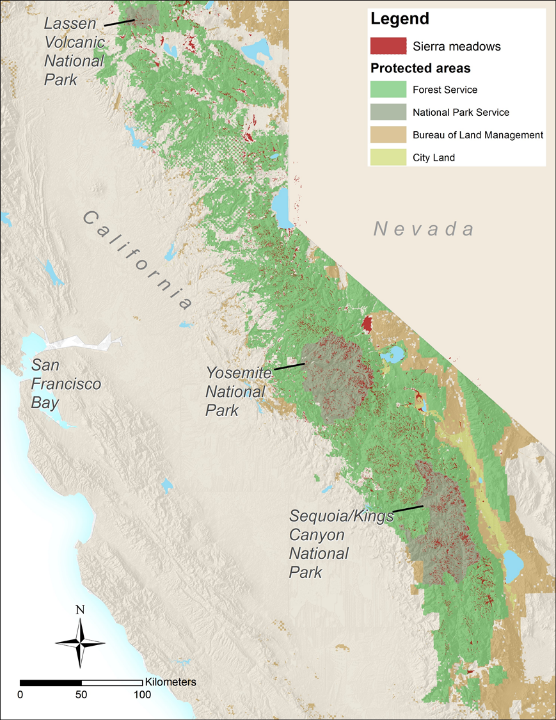 Lassen
Volcanic
National
Park
Legend
Sierra meadows
Protected areas
Forest Service
National Park Service
Bureau of Land Management
City Land
California
Nevada
San
Francisco
Bay
Yosemite
National
Park
Sequoia/Kings
Canyon
National
Park
N
Kilometers
0 50 100